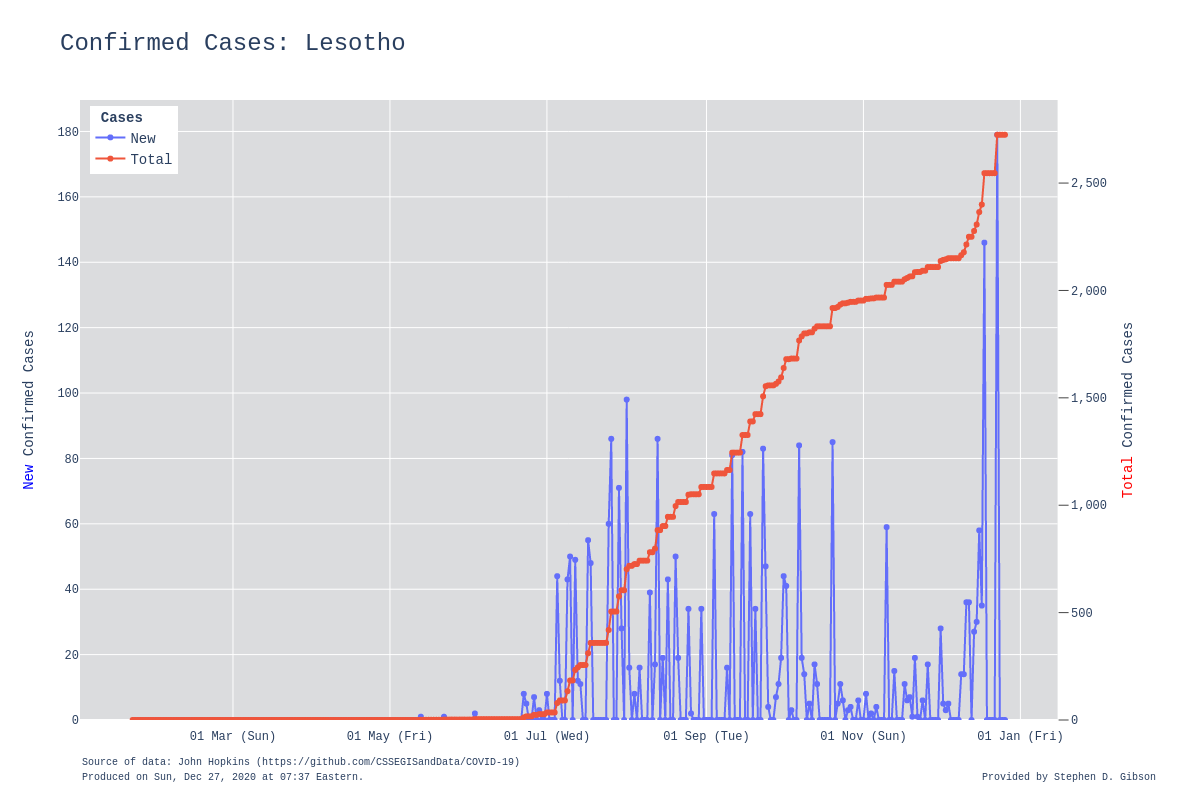 Confirmed Cases: Lesotho
Cases
New
Total
180
160
140
120
100
80
60
40
20
0
2,500
2,000
1,500
1,000
500
0
New Confirmed Cases
Total Confirmed Cases
01 Mar (Sun)
01 May (Fri)
01 Jul (Wed)
01 Sep (Tue)
01 Nov (Sun)
01 Jan (Fri)
Source of data: John Hopkins (https://github.com/CSSEGISandData/COVID-19)
Produced on Sun, Dec 27, 2020 at 07:37 Eastern.
Provided by Stephen D. Gibson